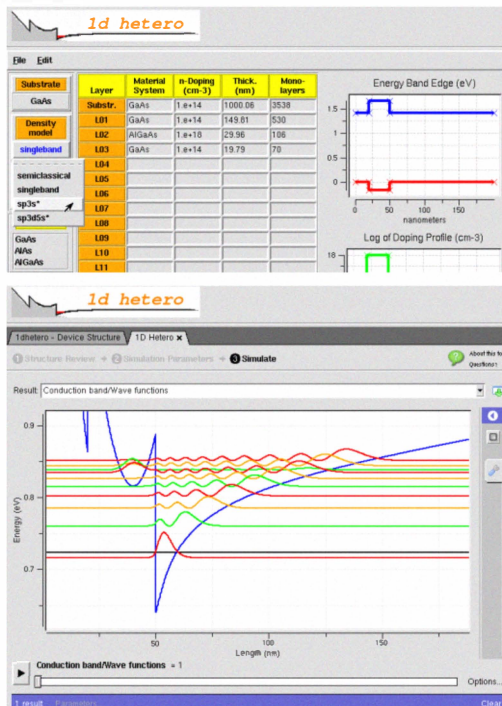 1d hetero
File Edit
Substrate
GaAs
Density
model
singleband
semiclassical
singleband
sp3s*
sp3d5s*
GaAs
AlAs
AlGaAs
Layer Material System n-Doping (cm-3) Thick. (nm) Mono-layers
Substr. GaAs 1.e+14 1000.06 3538
L01 GaAs 1.e+14 149.81 530
L02 AlGaAs 1.e+18 29.96 106
L03 GaAs 1.e+14 19.79 70
L04
L05
L06
L07
L08
L09
L10
L11
Energy Band Edge (eV)
1.5
1
0.5
0
0 50 100 150
nanometers
Log of Doping Profile (cm-3)
18
1d hetero
1dhetero - Device Structure 1D Hetero x
1 Structure Review → 2 Simulation Parameters → 3 Simulate
About this to
Questions?
Result: Conduction band/Wave functions
0.9
0.8
0.7
Energy (eV)
50 100 150
Length (nm)
Conduction band/Wave functions = 1
Options...
1 result Parameters... Clear